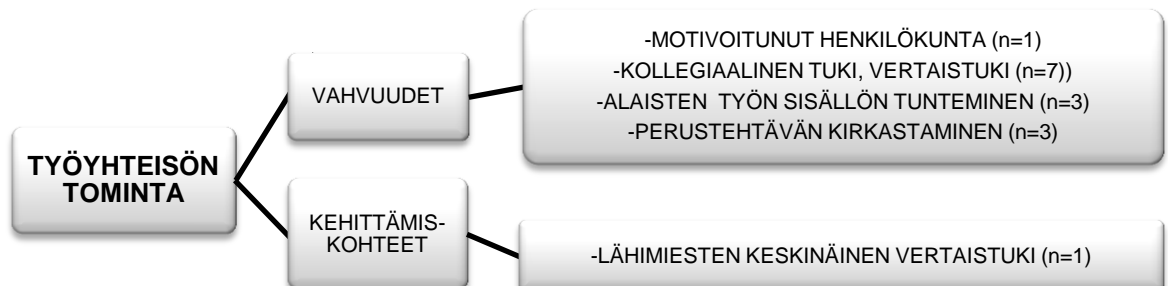 TYÖYHTEISÖN
TOMINTA
VAHVUUDET
-MOTIVOITUNUT HENKILÖKUNTA (n=1)
-KOLLEGIAALINEN TUKI, VERTAISTUKI (n=7))
-ALAISTEN TYÖN SISÄLLÖN TUNTEMINEN (n=3)
-PERUSTEHTÄVÄN KIRKASTAMINEN (n=3)
KEHITTÄMIS-
KOHTEET
-LÄHIMIESTEN KESKINÄINEN VERTAISTUKI (n=1)